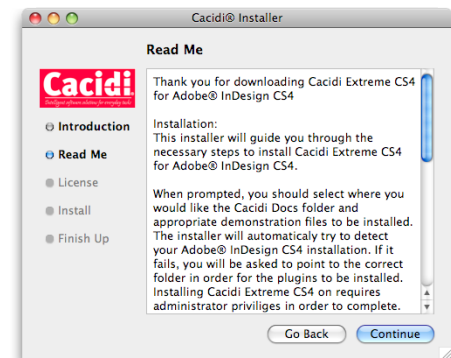 Cacidi® Installer
Read Me
Cacidi
Intelligent software solutions for everyday tasks
Introduction
Read Me
License
Install
Finish Up
Thank you for downloading Cacidi Extreme CS4
for Adobe® InDesign CS4
Installation:
This installer will guide you through the
necessary steps to install Cacidi Extreme CS4
for Adobe® InDesign CS4.
When prompted, you should select where you
would like the Cacidi Docs folder and
appropriate demonstration files to be installed.
The installer will automaticaly try to detect
your Adobe® InDesign CS4 installation. If it
fails, you will be asked to point to the correct
folder in order for the plugins to be installed.
Installing Cacidi Extreme CS4 on requires
administrator priviliges in order to complete.
Go Back
Continue